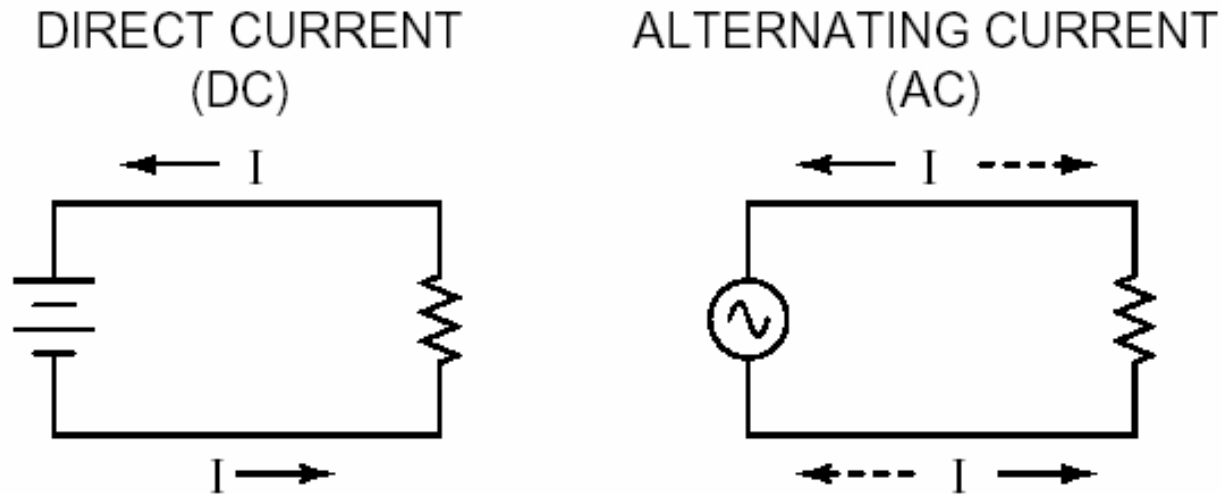 DIRECT CURRENT
(DC)
I
I
ALTERNATING CURRENT
(AC)
I
I